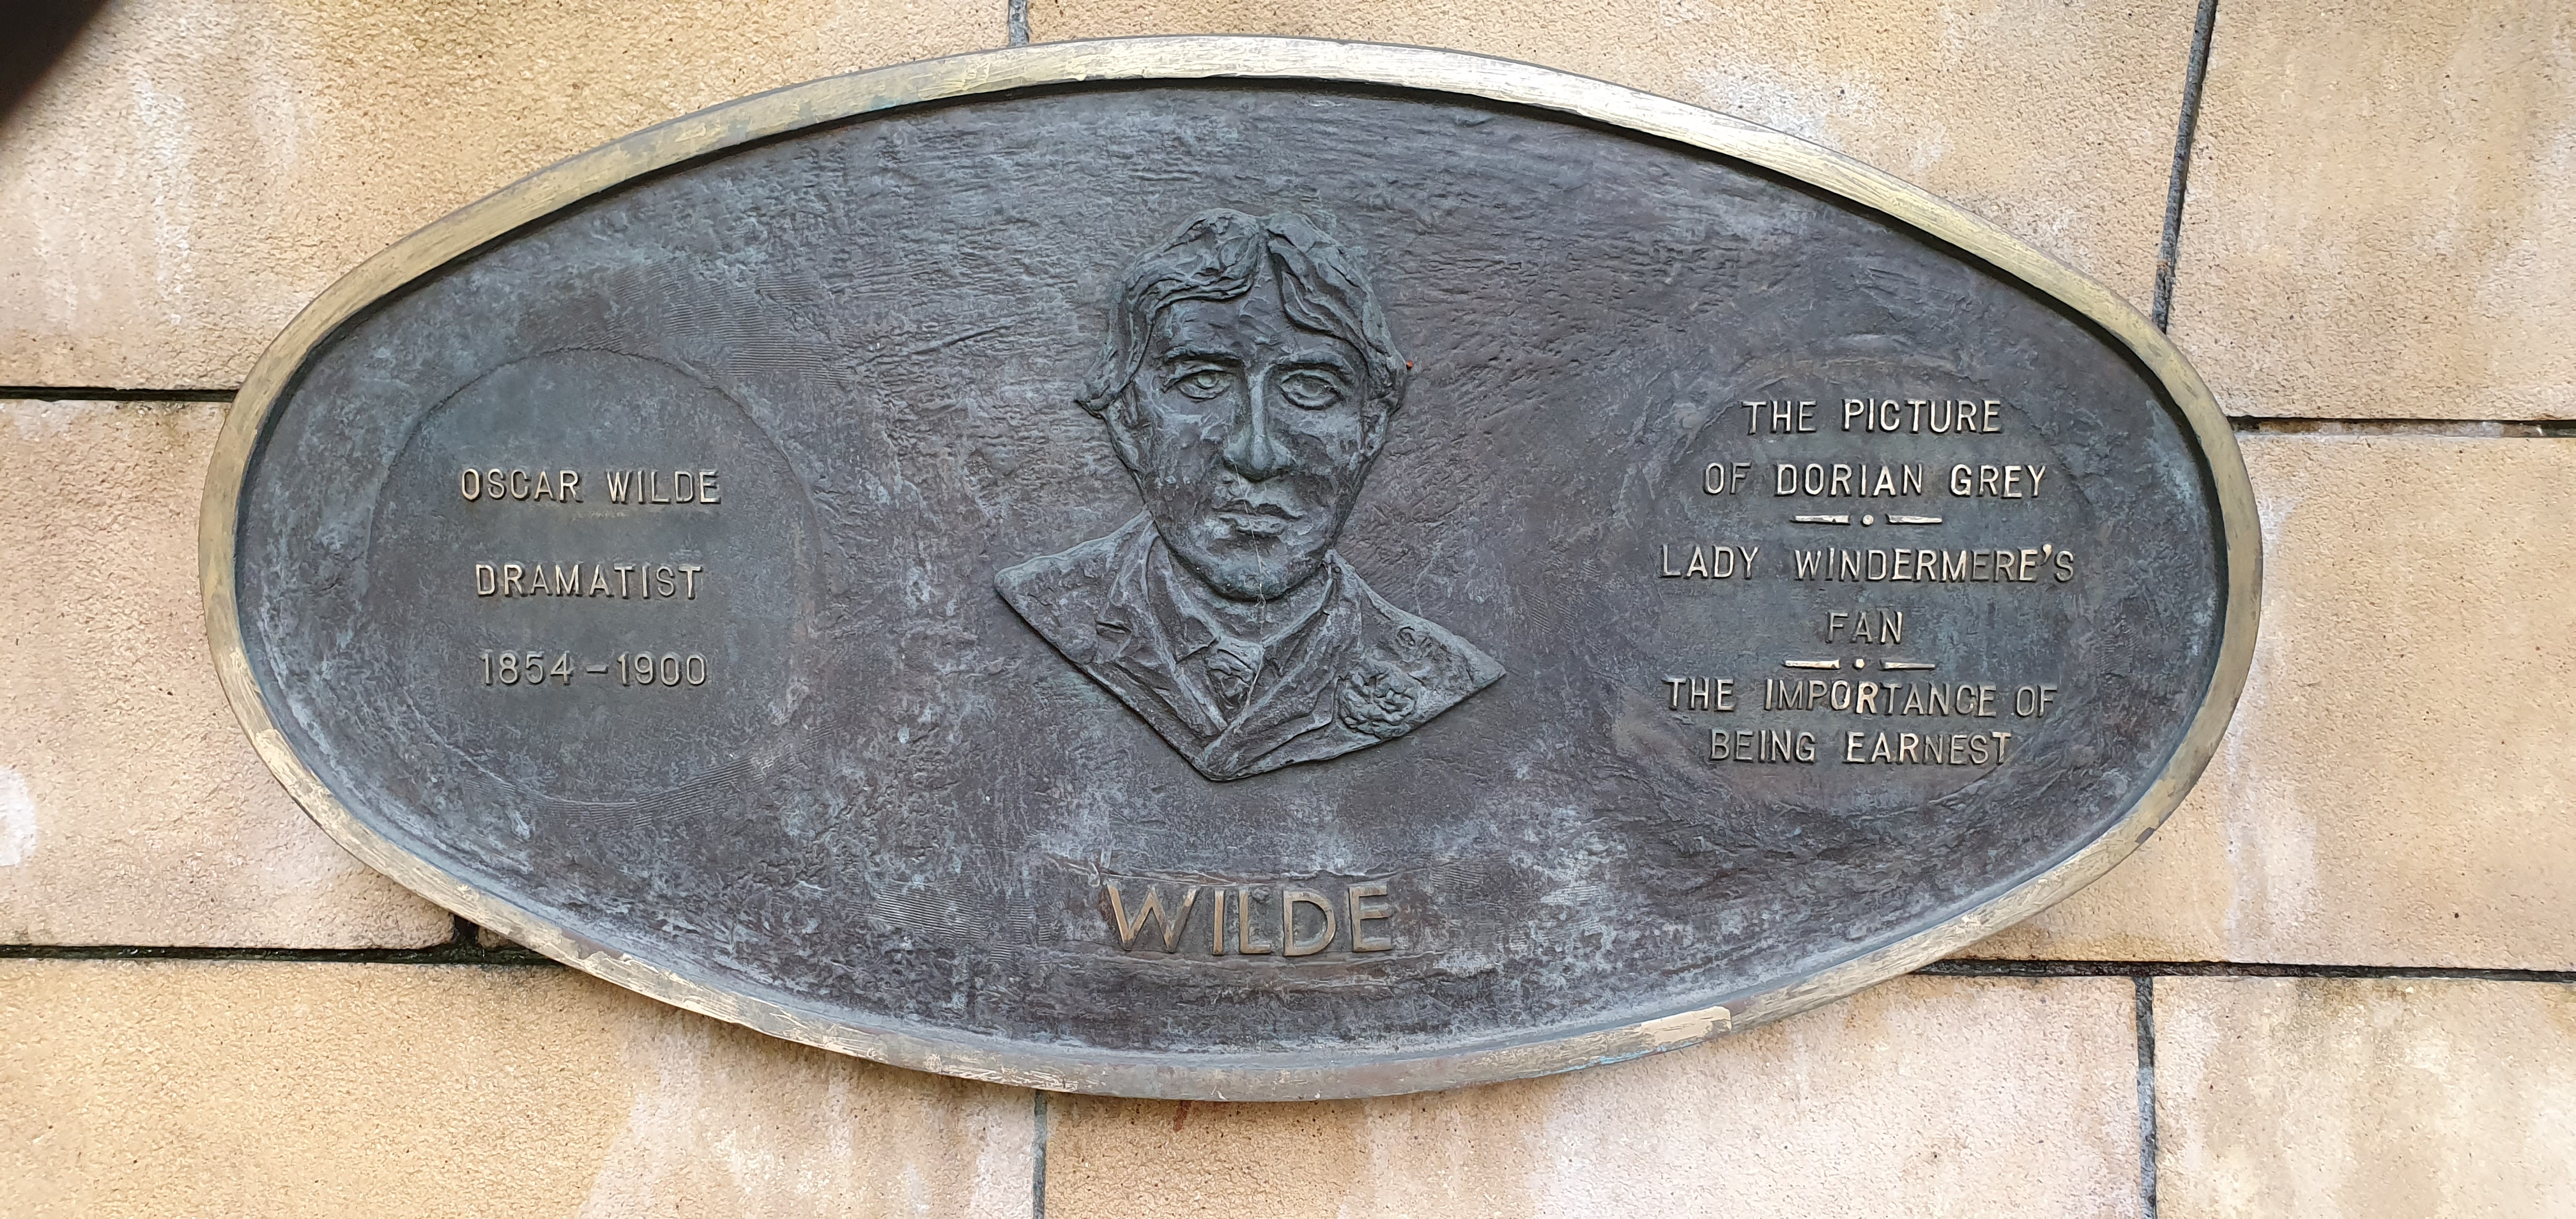 OSCAR WILDE
DRAMATIST
1854-1900
THE PICTURE
OF DORIAN GREY
LADY WINDERMERE'S
FAN
THE IMPORTANCE OF
BEING EARNEST
WILDE